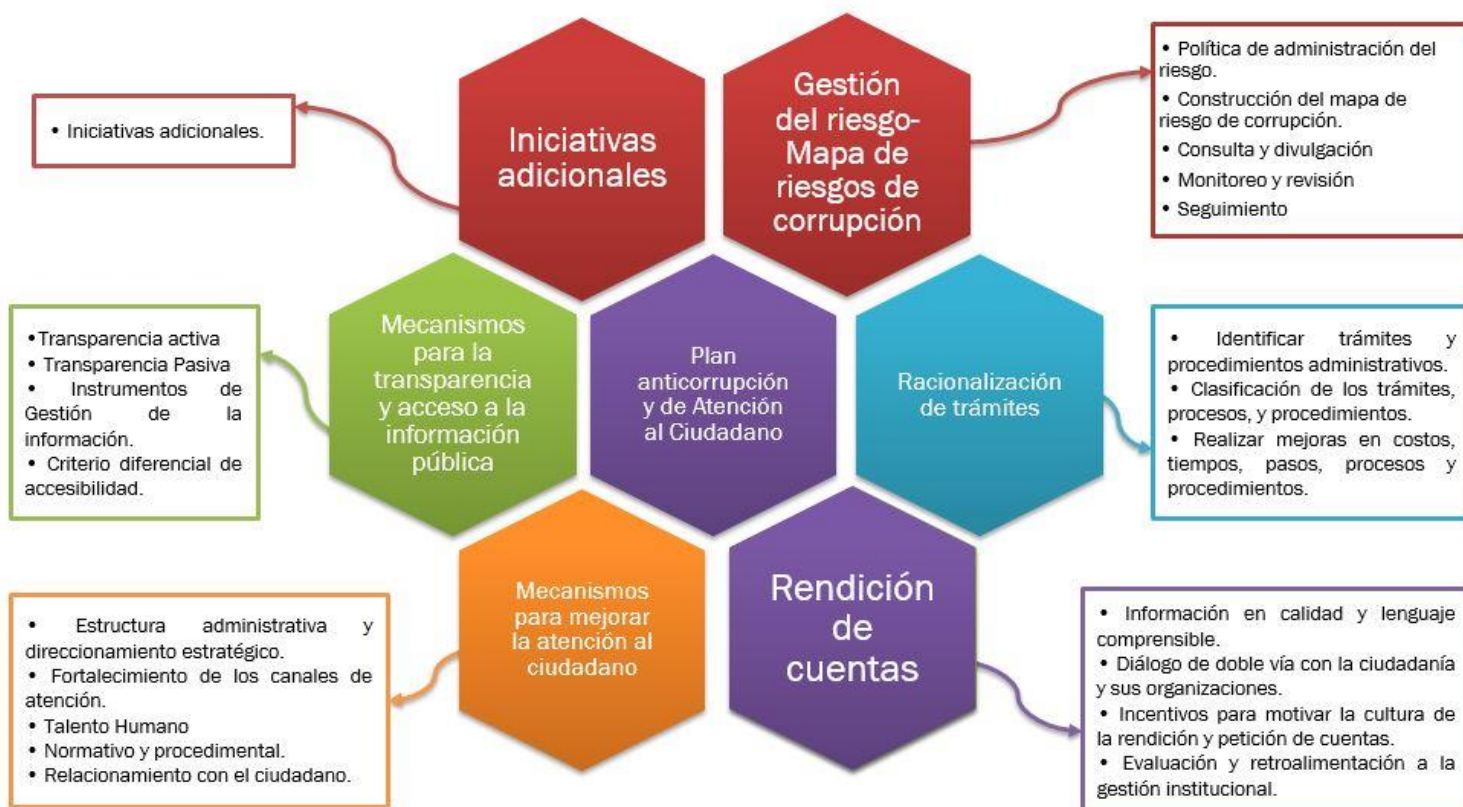 • Iniciativas adicionales.
Iniciativas
adicionales
Gestión
del riesgo-
Mapa de
riesgos de
corrupción
• Política de administración del
riesgo.
• Construcción del mapa de
riesgo de corrupción.
• Consulta y divulgación
• Monitoreo y revisión
• Seguimiento
•Transparencia activa
• Transparencia Pasiva
• Instrumentos de
Gestión de la
información.
• Criterio diferencial de
accesibilidad.
Mecanismos
para la
transparencia
y acceso a la
información
pública
Plan
anticorrupción
y de Atención
al Ciudadano
Racionalización
de trámites
• Identificar trámites y
procedimientos administrativos.
• Clasificación de los trámites,
procesos, y procedimientos.
• Realizar mejoras en costos,
tiempos, pasos, procesos y
procedimientos.
• Estructura administrativa y
direccionamiento estratégico.
• Fortalecimiento de los canales de
atención.
• Talento Humano
• Normativo y procedimental.
• Relacionamiento con el ciudadano.
Mecanismos
para mejorar
la atención al
ciudadano
Rendición
de
cuentas
• Información en calidad y lenguaje
comprensible.
• Diálogo de doble vía con la ciudadanía
y sus organizaciones.
• Incentivos para motivar la cultura de
la rendición y petición de cuentas.
• Evaluación y retroalimentación a la
gestión institucional.